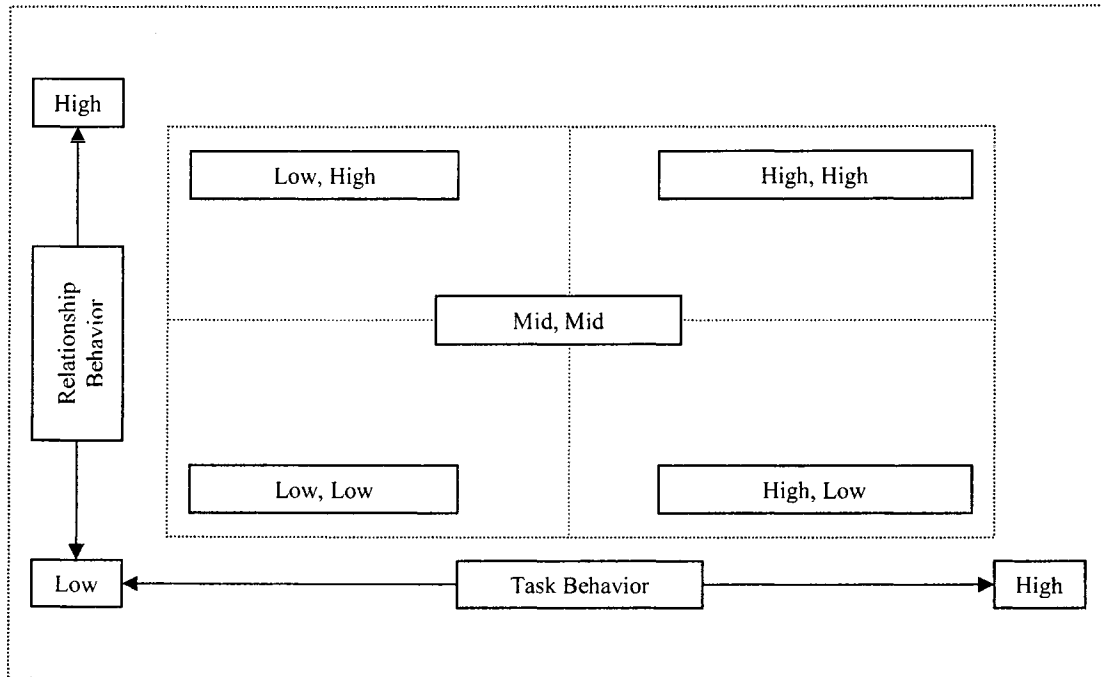 High
Low, High
High, High
Relationship
Behavior
Mid, Mid
Low, Low
High, Low
Low
Task Behavior
High